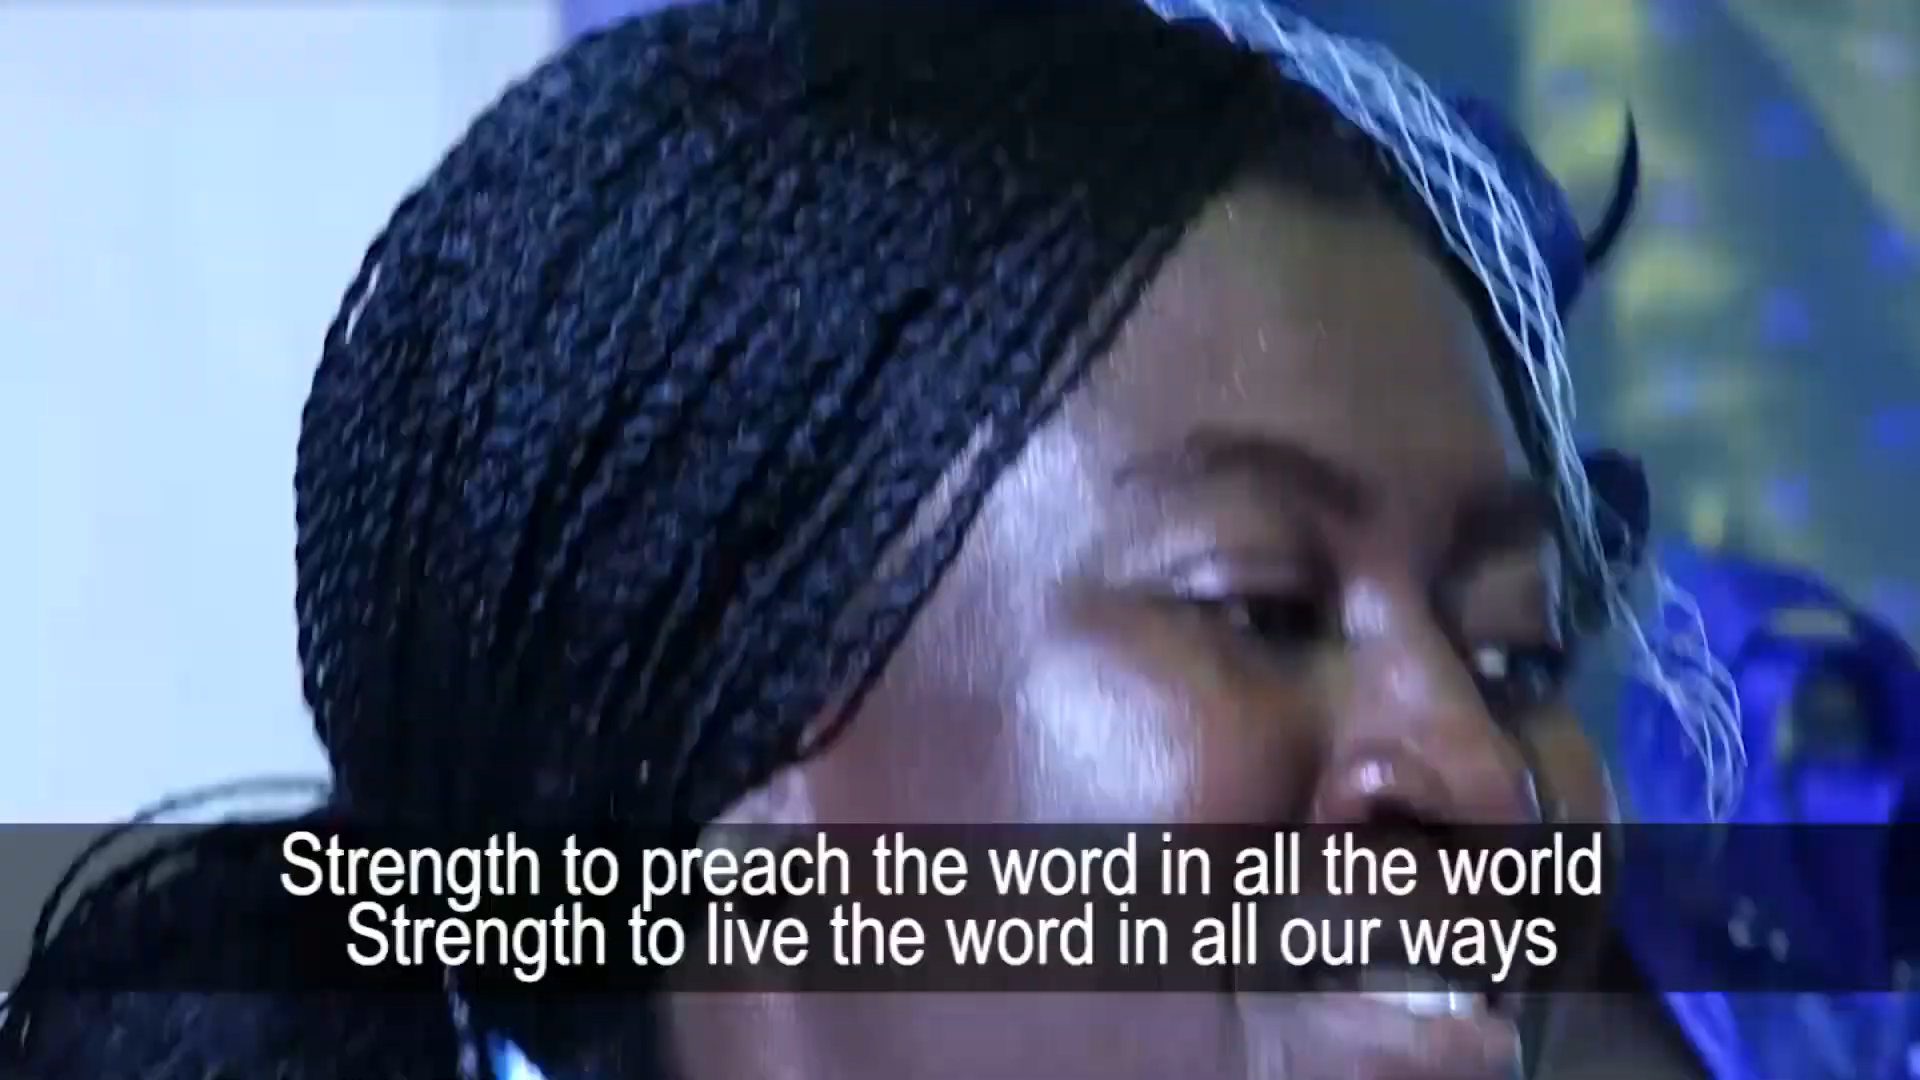 Strength to preach the word in all the world
Strength to live the word in all our ways